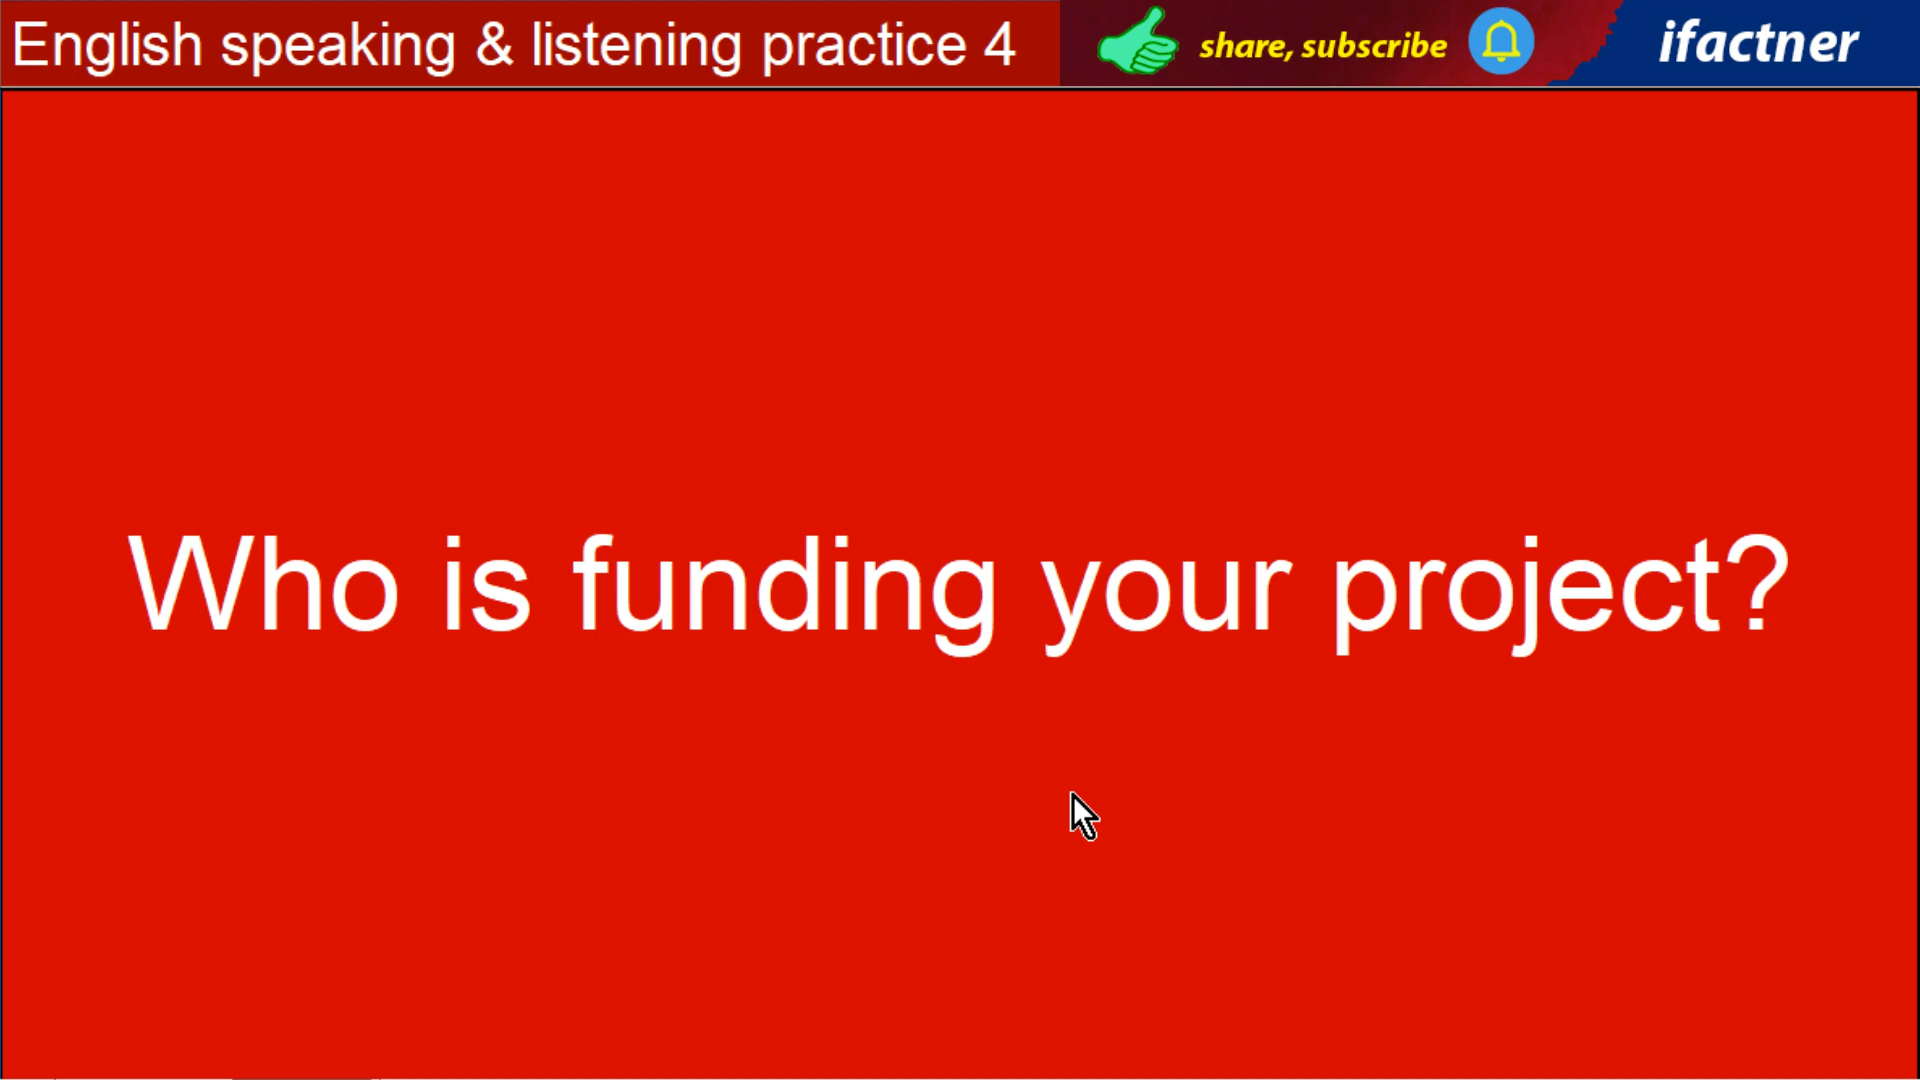 English speaking & listening practice 4
share, subscribe
ifactner
Who is funding your project?